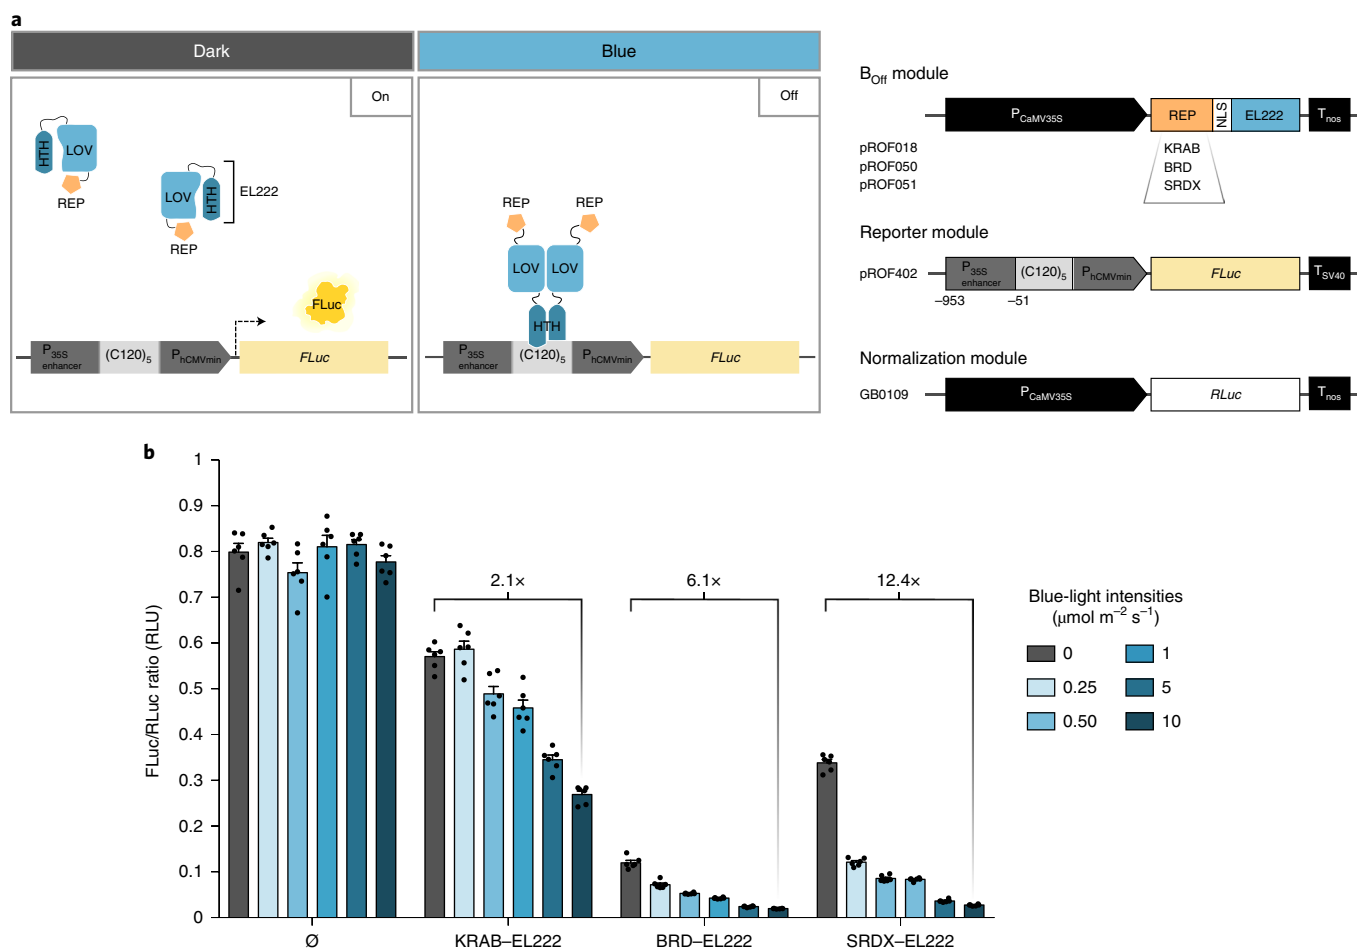 a
Dark
Blue
On
Off
HTH
LOV
REP
LOV
HTH
EL222
REP
FLuc
P35S
enhancer
(C120)5
PhCMVmin
FLuc
REP
REP
LOV
LOV
HTH
P35S
enhancer
(C120)5
PhCMVmin
FLuc
BOff module
PCaMV35S
REP
NLS
EL222
Tnos
pROF018
pROF050
pROF051
KRAB
BRD
SRDX
Reporter module
pROF402
P35S
enhancer
(C120)5
PhCMVmin
FLuc
TSV40
−953
−51
Normalization module
GB0109
PCaMV35S
RLuc
Tnos
b
FLuc/RLuc ratio (RLU)
1
0.9
0.8
0.7
0.6
0.5
0.4
0.3
0.2
0.1
0
2.1×
6.1×
12.4×
Ø
KRAB–EL222
BRD–EL222
SRDX–EL222
Blue-light intensities
(μmol m−2 s−1)
0
1
0.25
5
0.50
10